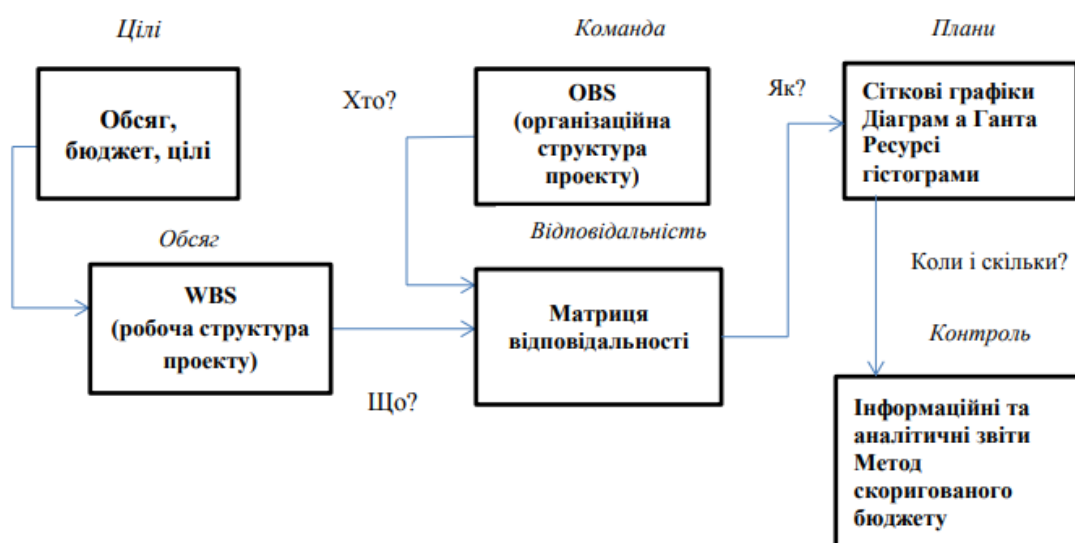 Цілі
Обсяг,
бюджет, цілі
Обсяг
WBS
(робоча структура
проекту)
Що?
Команда
Хто?
OBS
(організаційна
структура
проекту)
Відповідальність
Матриця
відповідальності
Плани
Як?
Сіткові графіки
Діаграм а Ганта
Ресурсі
гістограми
Коли і скільки?
Контроль
Інформаційні та
аналітичні звіти
Метод
скоригованого
бюджету